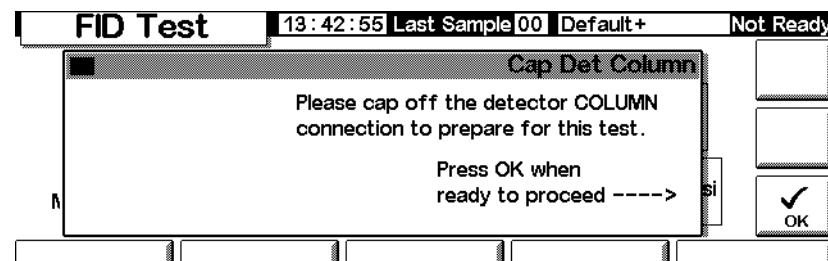 FID Test 13:42:55 Last Sample 00 Default+ Not Ready
Cap Det Column
Please cap off the detector COLUMN
connection to prepare for this test.
Press OK when
ready to proceed ---->
si
OK